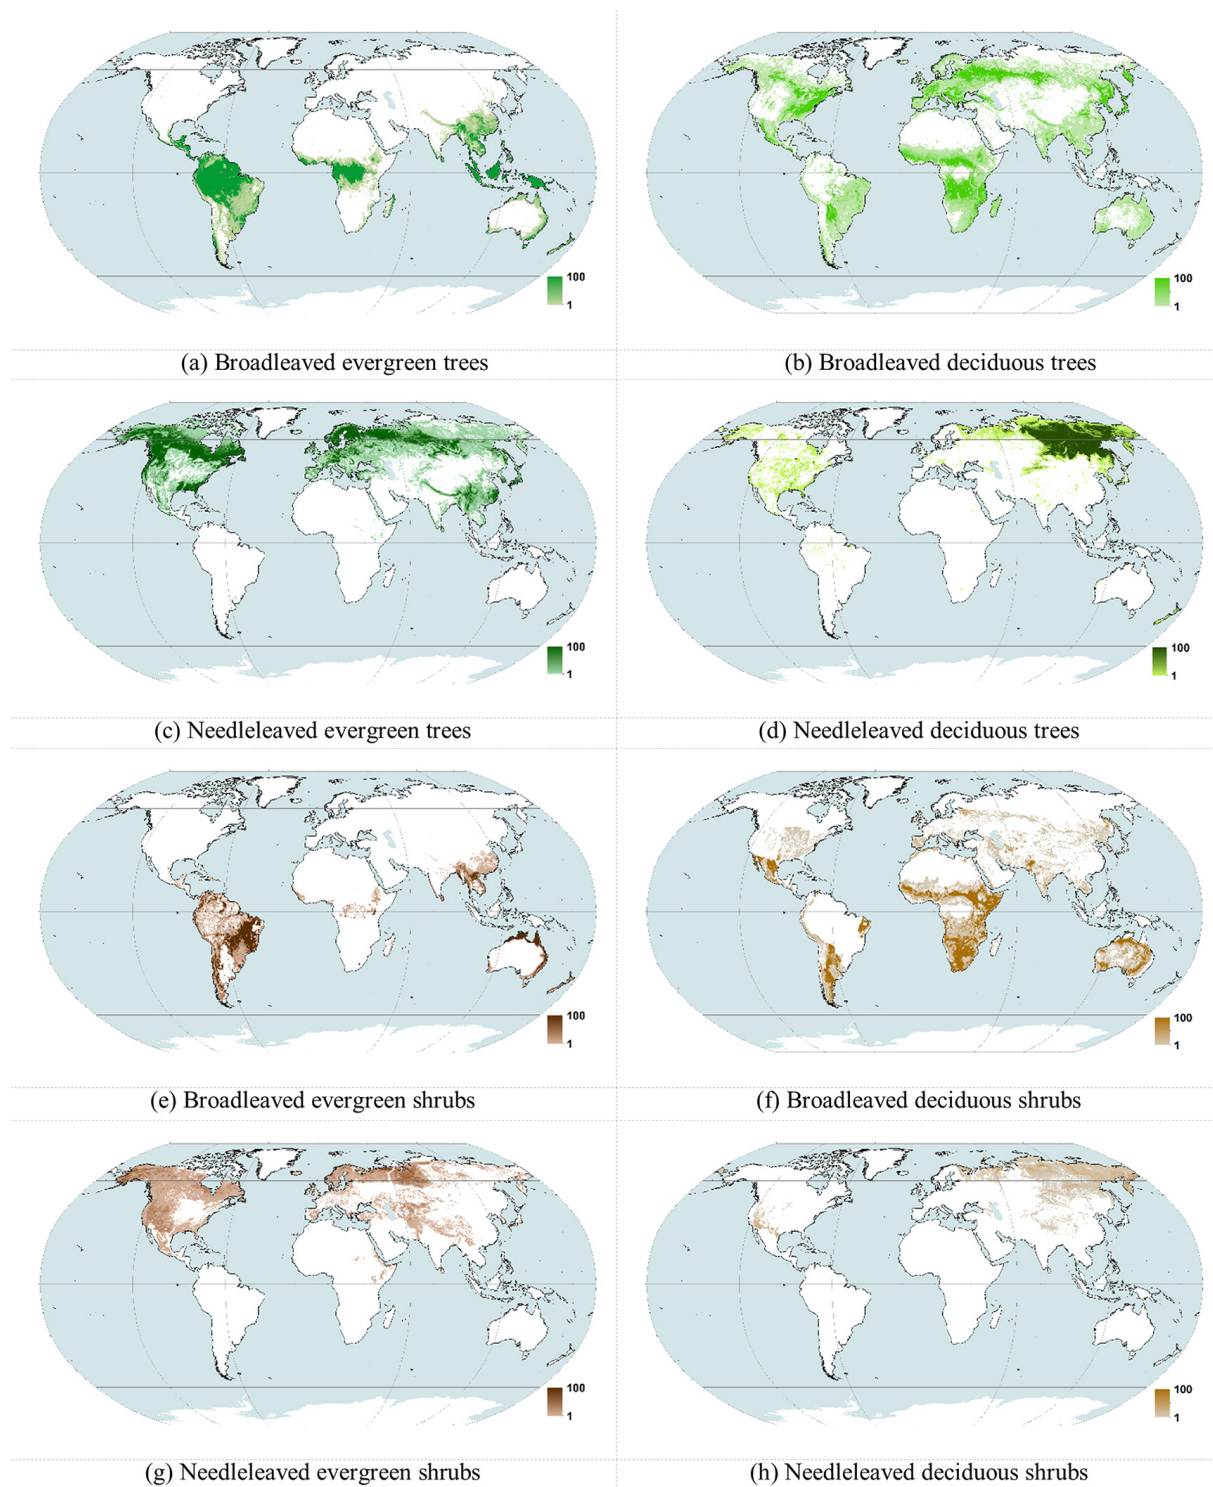 100
1
100
1
(a) Broadleaved evergreen trees
(b) Broadleaved deciduous trees
100
1
100
1
(c) Needleleaved evergreen trees
(d) Needleleaved deciduous trees
100
1
100
1
(e) Broadleaved evergreen shrubs
(f) Broadleaved deciduous shrubs
100
1
100
1
(g) Needleleaved evergreen shrubs
(h) Needleleaved deciduous shrubs